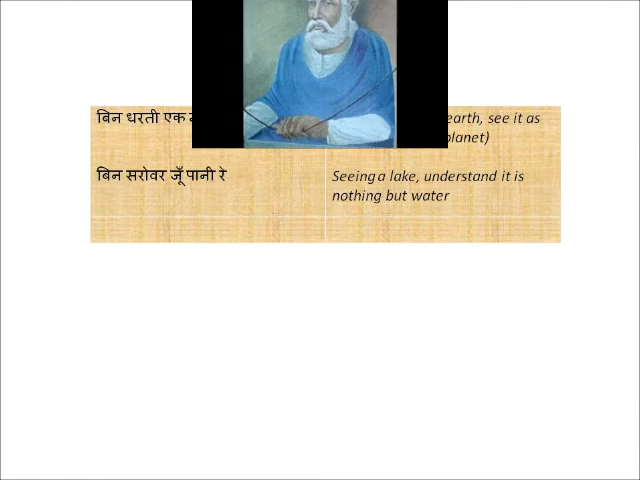 बिन धरती एक
earth, see it as
planet)
बिन सरोवर जूँ पानी रे
Seeing a lake, understand it is
nothing but water